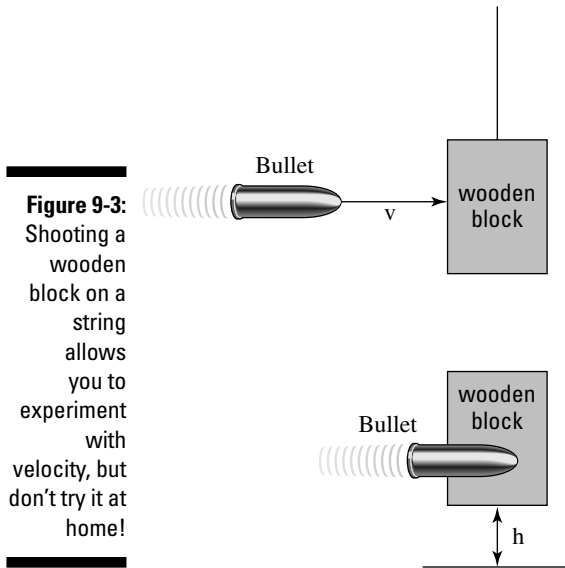 Figure 9-3:
Shooting a
wooden
block on a
string
allows
you to
experiment
with
velocity, but
don't try it at
home!
Bullet
v
wooden
block
wooden
block
Bullet
h